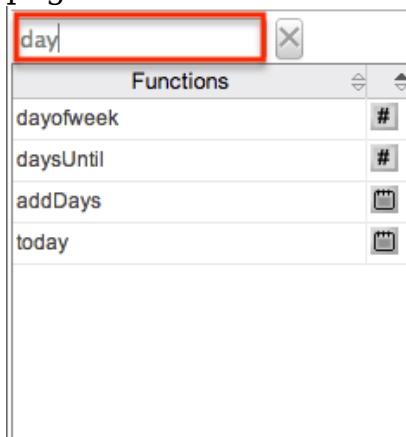 day
Functions
dayofweek #
daysUntil #
addDays
today